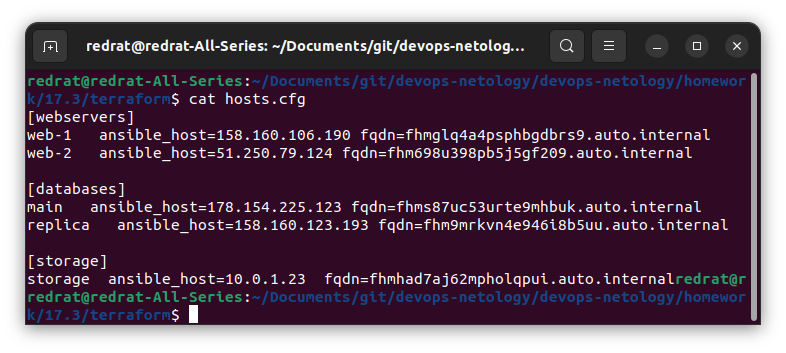 redrat@redrat-All-Series: ~/Documents/git/devops-netolog...
redrat@redrat-All-Series:~/Documents/git/devops-netology/devops-netology/homewor
k/17.3/terraform$ cat hosts.cfg
[webservers]
web-1   ansible_host=158.160.106.190 fqdn=fhmglq4a4psphbgdbrs9.auto.internal
web-2   ansible_host=51.250.79.124 fqdn=fhm698u398pb5j5gf209.auto.internal
[databases]
main   ansible_host=178.154.225.123 fqdn=fhms87uc53urte9mhbuk.auto.internal
replica   ansible_host=158.160.123.193 fqdn=fhm9mrkvn4e946i8b5uu.auto.internal
[storage]
storage  ansible_host=10.0.1.23  fqdn=fhmhad7aj62mpholqpui.auto.internalredrat@r
redrat@redrat-All-Series:~/Documents/git/devops-netology/devops-netology/homewor
k/17.3/terraform$